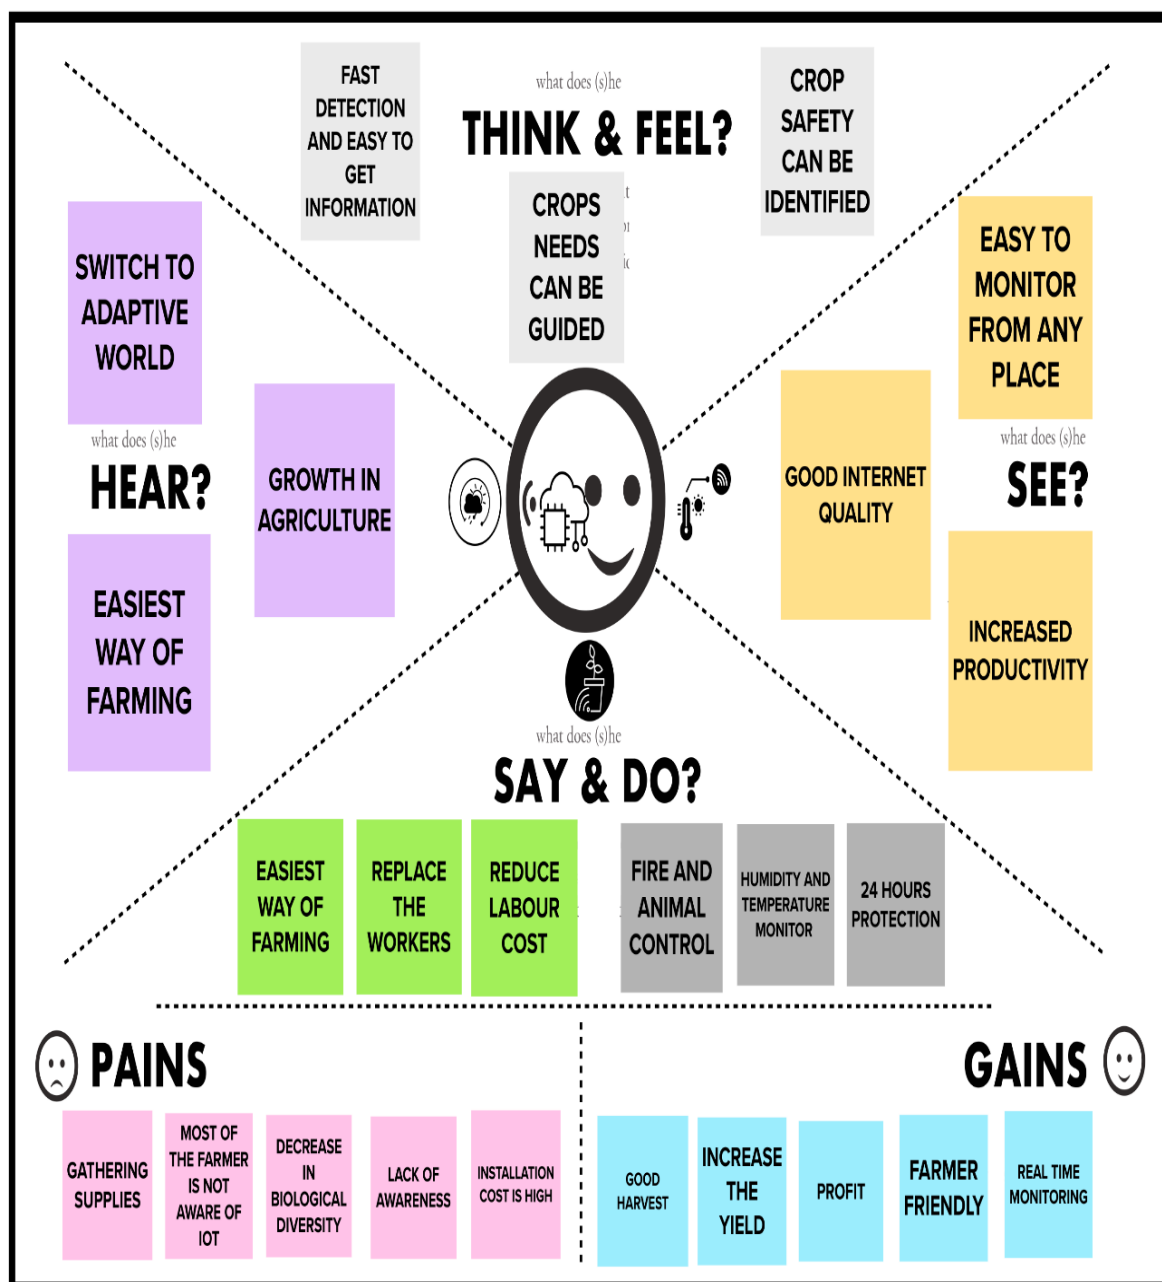 what does (s)he
THINK & FEEL?
FAST
DETECTION
AND EASY TO
GET
INFORMATION
CROPS
NEEDS
CAN BE
GUIDED
CROP
SAFETY
CAN BE
IDENTIFIED
SWITCH TO
ADAPTIVE
WORLD
what does (s)he
HEAR?
GROWTH IN
AGRICULTURE
EASIEST
WAY OF
FARMING
EASY TO
MONITOR
FROM ANY
PLACE
what does (s)he
SEE?
GOOD INTERNET
QUALITY
INCREASED
PRODUCTIVITY
what does (s)he
SAY & DO?
EASIEST
WAY OF
FARMING
REPLACE
THE
WORKERS
REDUCE
LABOUR
COST
FIRE AND
ANIMAL
CONTROL
HUMIDITY AND
TEMPERATURE
MONITOR
24 HOURS
PROTECTION
PAINS
GATHERING
SUPPLIES
MOST OF
THE FARMER
IS NOT
AWARE OF
IOT
DECREASE
IN
BIOLOGICAL
DIVERSITY
LACK OF
AWARENESS
INSTALLATION
COST IS HIGH
GAINS
GOOD
HARVEST
INCREASE
THE
YIELD
PROFIT
FARMER
FRIENDLY
REAL TIME
MONITORING